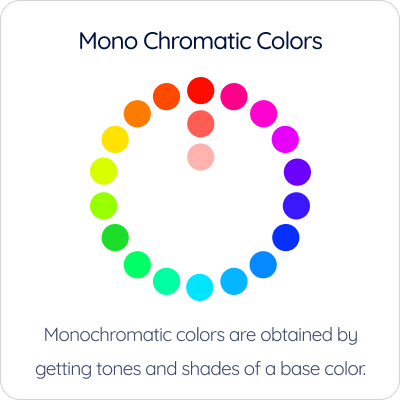 Mono Chromatic Colors
Monochromatic colors are obtained by
getting tones and shades of a base color.